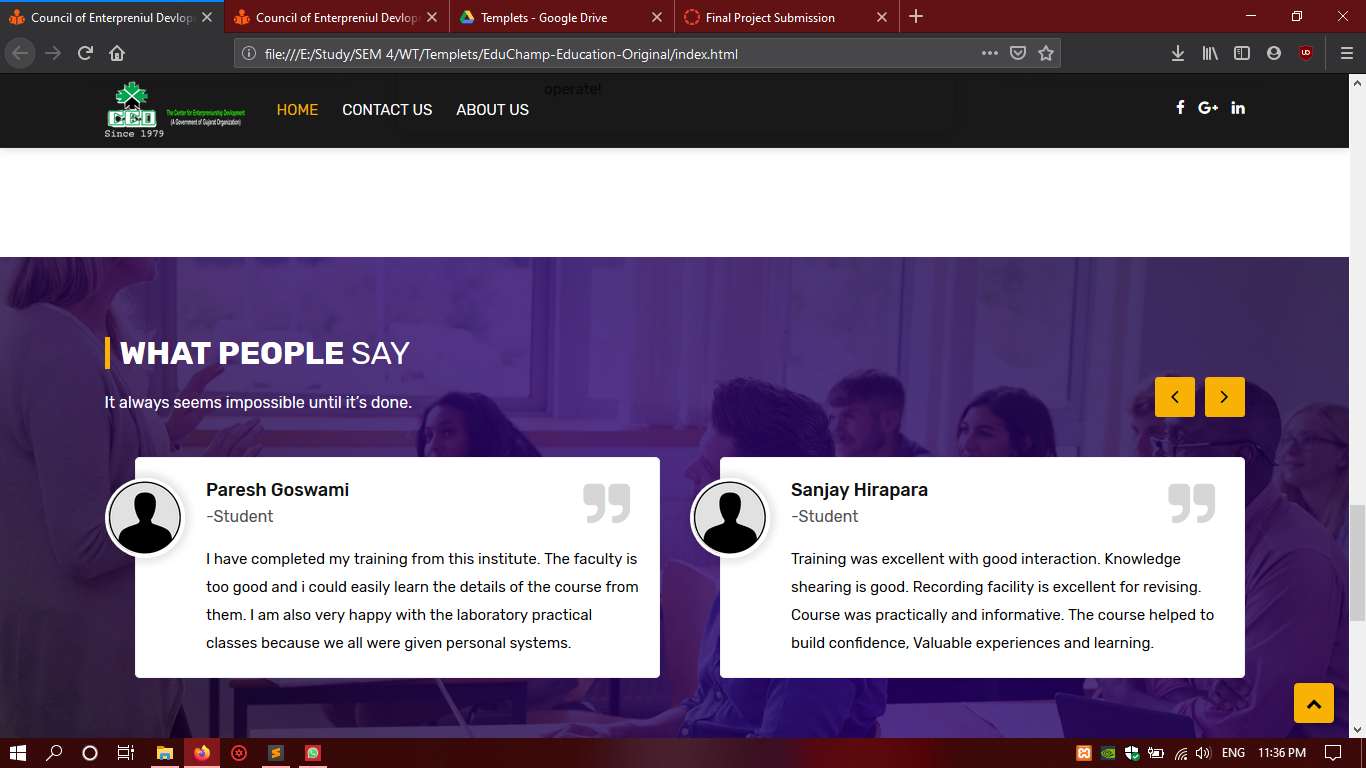 Council of Enterpreniul Devlop
Council of Enterpreniul Devlop
Templets - Google Drive
Final Project Submission
file:///E:/Study/SEM 4/WT/Templets/EduChamp-Education-Original/index.html
operate!
CED
Since 1979
The Center for Enterpreniurship Devlopment
(A Government of Gujarat Organization)
HOME
CONTACT US
ABOUT US
WHAT PEOPLE SAY
It always seems impossible until it's done.
Paresh Goswami
-Student
I have completed my training from this institute. The faculty is
too good and i could easily learn the details of the course from
them. I am also very happy with the laboratory practical
classes because we all were given personal systems.
Sanjay Hirapara
-Student
Training was excellent with good interaction. Knowledge
shearing is good. Recording facility is excellent for revising.
Course was practically and informative. The course helped to
build confidence, Valuable experiences and learning.
ENG
11:36 PM